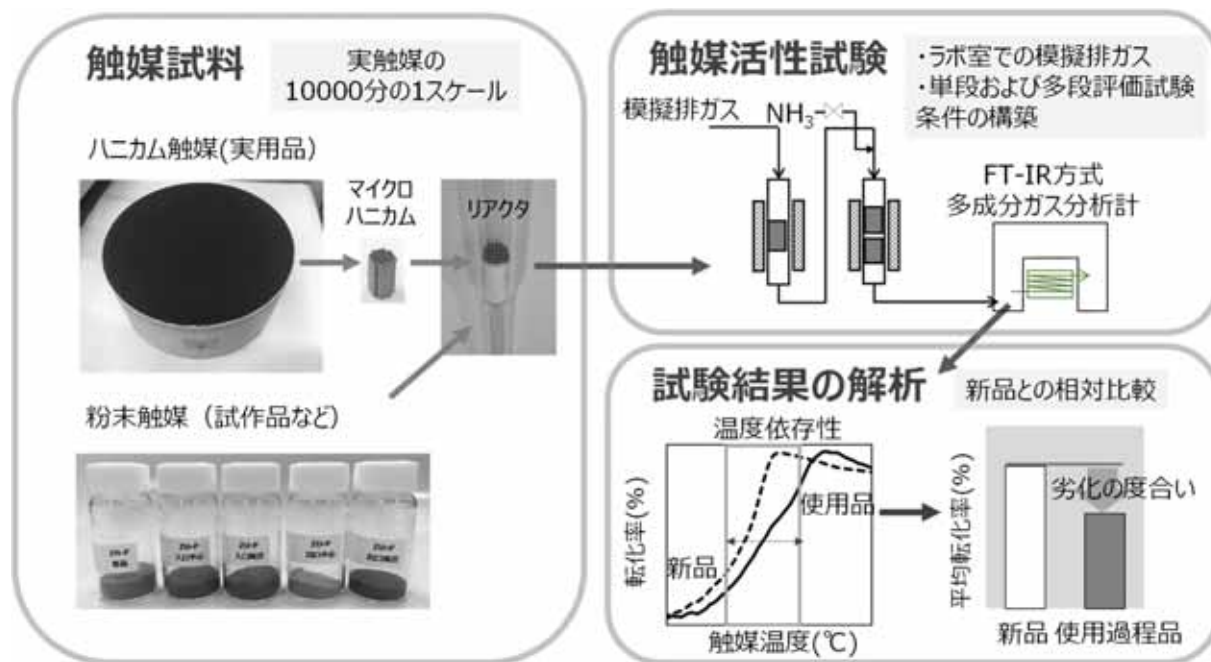 触媒試料
実触媒の
10000分の1スケール
ハニカム触媒(実用品)
マイクロ
ハニカム
リアクタ
粉末触媒（試作品など）
触媒活性試験
・ラボ室での模擬排ガス
・単段および多段評価試験
条件の構築
模擬排ガス
NH3
FT-IR方式
多成分ガス分析計
試験結果の解析
新品との相対比較
温度依存性
転化率(%)
使用品
新品
触媒温度(℃)
平均転化率(%)
劣化の度合い
新品 使用過程品